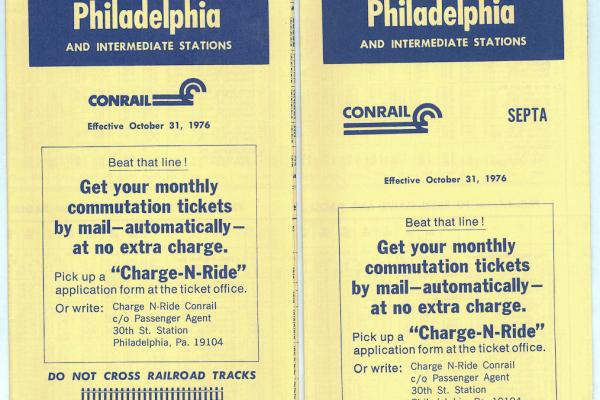 Philadelphia
AND INTERMEDIATE STATIONS
CONRAIL
Effective October 31, 1976
Beat that line!
Get your monthly
commutation tickets
by mail—automatically—
at no extra charge.
Pick up a "Charge-N-Ride"
application form at the ticket office.
Or write: Charge N-Ride Conrail
c/o Passenger Agent
30th St. Station
Philadelphia, Pa. 19104
DO NOT CROSS RAILROAD TRACKS
Philadelphia
AND INTERMEDIATE STATIONS
CONRAIL
SEPTA
Effective October 31, 1976
Beat that line!
Get your monthly
commutation tickets
by mail—automatically—
at no extra charge.
Pick up a "Charge-N-Ride"
application form at the ticket office.
Or write: Charge N-Ride Conrail
c/o Passenger Agent
30th St. Station
Philadelphia, Pa. 19104